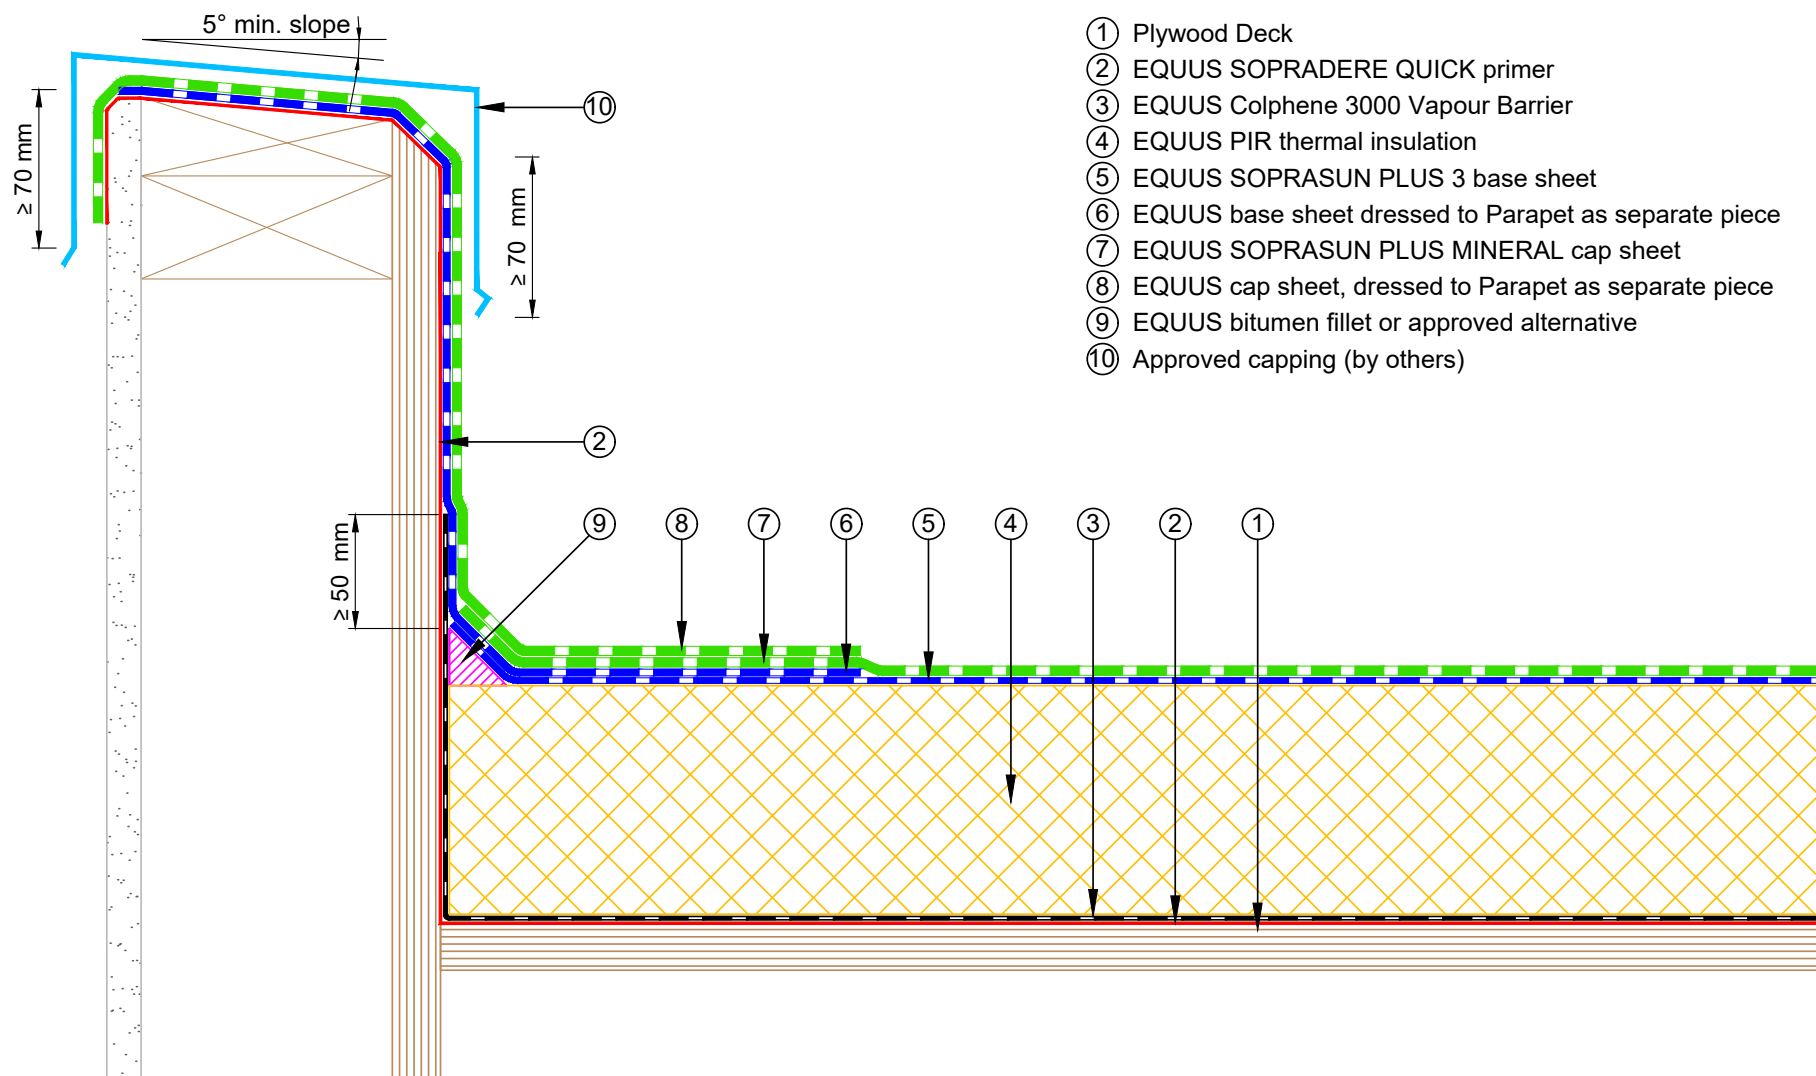 5° min. slope
① Plywood Deck
② EQUUS SOPRADERE QUICK primer
③ EQUUS Colphene 3000 Vapour Barrier
④ EQUUS PIR thermal insulation
⑤ EQUUS SOPRASUN PLUS 3 base sheet
⑥ EQUUS base sheet dressed to Parapet as separate piece
⑦ EQUUS SOPRASUN PLUS MINERAL cap sheet
⑧ EQUUS cap sheet, dressed to Parapet as separate piece
⑨ EQUUS bitumen fillet or approved alternative
⑩ Approved capping (by others)
⑩
≥ 70 mm
≥ 70 mm
②
≥ 50 mm
⑨ ⑧ ⑦ ⑥ ⑤ ④ ③ ② ①